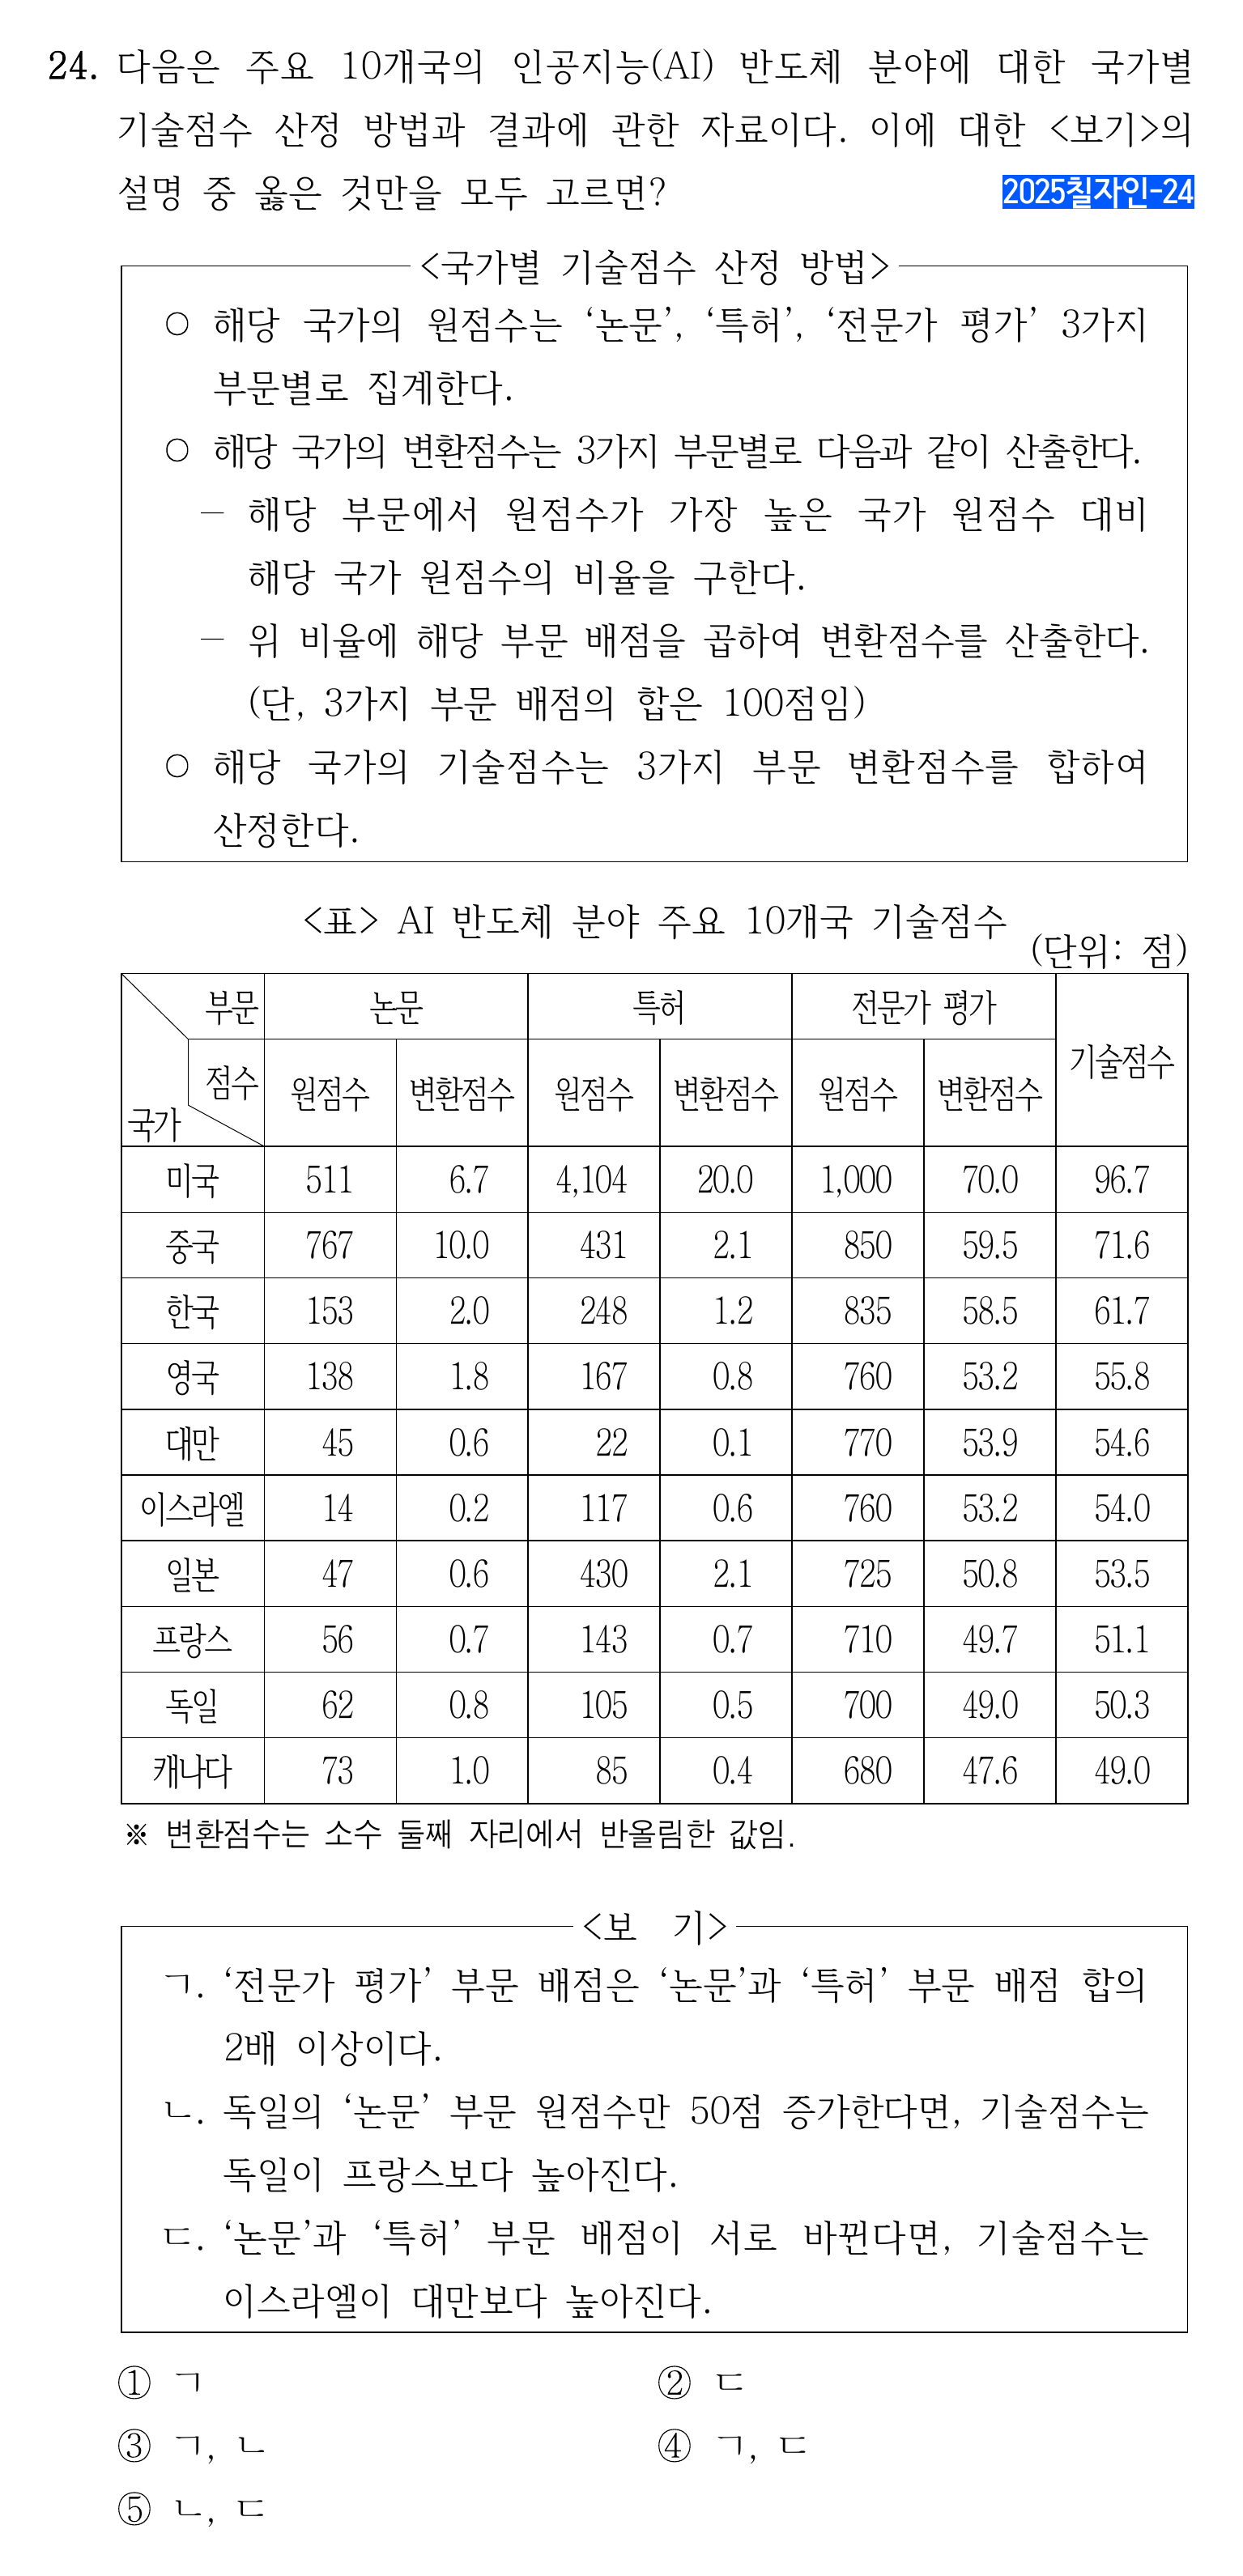 24. 다음은 주요 10개국의 인공지능(AI) 반도체 분야에 대한 국가별
기술점수 산정 방법과 결과에 관한 자료이다. 이에 대한 <보기>의
설명 중 옳은 것만을 모두 고르면?
2025칠자인-24
<국가별 기술점수 산정 방법>
○ 해당 국가의 원점수는 ‘논문’, ‘특허’, ‘전문가 평가’ 3가지
부문별로 집계한다.
○ 해당 국가의 변환점수는 3가지 부문별로 다음과 같이 산출한다.
- 해당 부문에서 원점수가 가장 높은 국가 원점수 대비
해당 국가 원점수의 비율을 구한다.
- 위 비율에 해당 부문 배점을 곱하여 변환점수를 산출한다.
(단, 3가지 부문 배점의 합은 100점임)
○ 해당 국가의 기술점수는 3가지 부문 변환점수를 합하여
산정한다.
<표> AI 반도체 분야 주요 10개국 기술점수
(단위: 점)
부문 논문 특허 전문가 평가 기술점수
국가 점수 원점수 변환점수 원점수 변환점수 원점수 변환점수
미국 511 6.7 4,104 20.0 1,000 70.0 96.7
중국 767 10.0 431 2.1 850 59.5 71.6
한국 153 2.0 248 1.2 835 58.5 61.7
영국 138 1.8 167 0.8 760 53.2 55.8
대만 45 0.6 22 0.1 770 53.9 54.6
이스라엘 14 0.2 117 0.6 760 53.2 54.0
일본 47 0.6 430 2.1 725 50.8 53.5
프랑스 56 0.7 143 0.7 710 49.7 51.1
독일 62 0.8 105 0.5 700 49.0 50.3
캐나다 73 1.0 85 0.4 680 47.6 49.0
※ 변환점수는 소수 둘째 자리에서 반올림한 값임.
<보 기>
ㄱ. ‘전문가 평가’ 부문 배점은 ‘논문’과 ‘특허’ 부문 배점 합의
2배 이상이다.
ㄴ. 독일의 ‘논문’ 부문 원점수만 50점 증가한다면, 기술점수는
독일이 프랑스보다 높아진다.
ㄷ. ‘논문’과 ‘특허’ 부문 배점이 서로 바뀐다면, 기술점수는
이스라엘이 대만보다 높아진다.
① ㄱ ② ㄷ
③ ㄱ, ㄴ ④ ㄱ, ㄷ
⑤ ㄴ, ㄷ